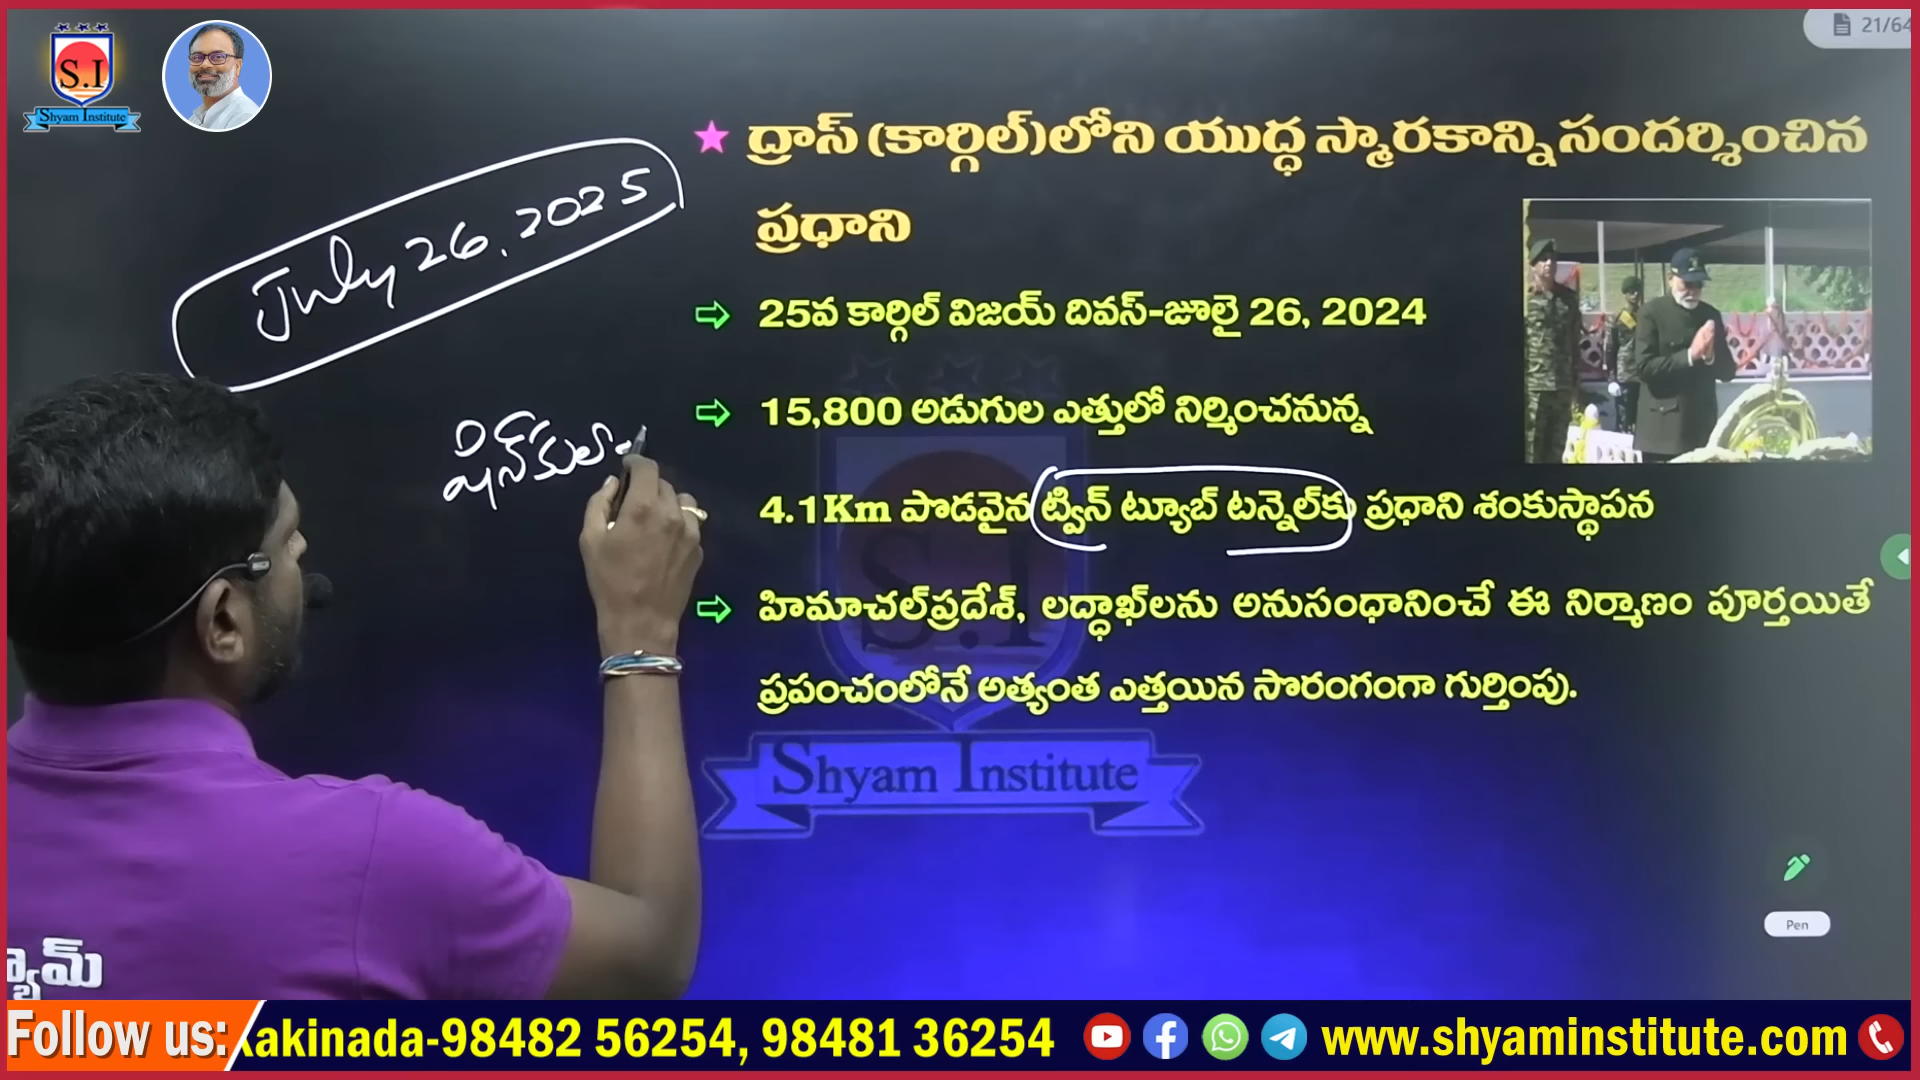 S.I
Shyam Institute
21/64
★ ద్రాస్ (కార్గిల్)లోని యుద్ధ స్మారకాన్ని సందర్శించిన
ప్రధాని
July 26, 2025
⇨ 25వ కార్గిల్ విజయ్ దివస్-జూలై 26, 2024
⇨ 15,800 అడుగుల ఎత్తులో నిర్మించనున్న
షిన్‌కులా
4.1Km పొడవైన ట్విన్ ట్యూబ్ టన్నెల్‌కు ప్రధాని శంకుస్థాపన
⇨ హిమాచల్‌ప్రదేశ్, లద్ధాఖ్‌లను అనుసంధానించే ఈ నిర్మాణం పూర్తయితే
ప్రపంచంలోనే అత్యంత ఎత్తయిన సొరంగంగా గుర్తింపు.
S.I
Shyam Institute
Pen
శ్యామ్
Follow us: Kakinada-98482 56254, 98481 36254 www.shyaminstitute.com